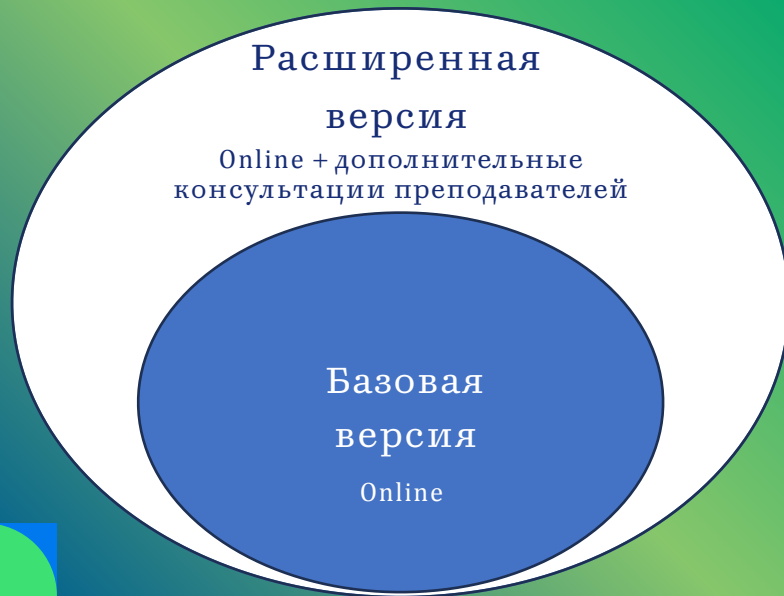 Расширенная
версия
Online + дополнительные
консультации преподавателей
Базовая
версия
Online